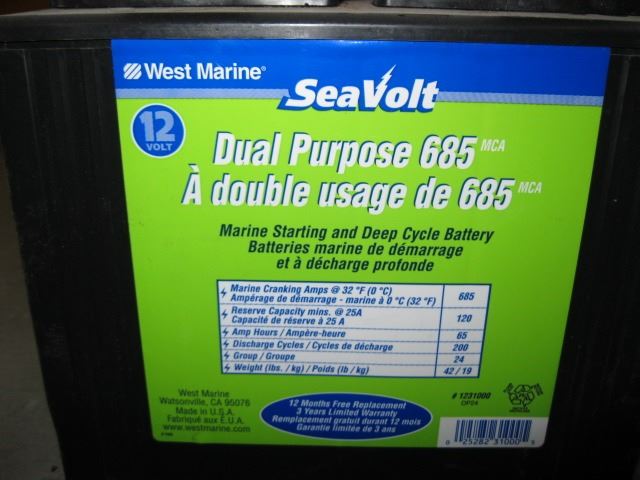 West Marine®
SeaVolt
12
VOLT
Dual Purpose 685 MCA
À double usage de 685 MCA
Marine Starting and Deep Cycle Battery
Batteries marine de démarrage
et à décharge profonde
Marine Cranking Amps @ 32 °F (0 °C)
Ampérage de démarrage - marine à 0 °C (32 °F)
685
Reserve Capacity mins. @ 25A
Capacité de réserve à 25 A
120
Amp Hours / Ampère-heure
65
Discharge Cycles / Cycles de décharge
200
Group / Groupe
24
Weight (lbs. / kg) / Poids (lb / kg)
42 / 19
West Marine
Watsonville, CA 95076
Made in U.S.A.
Fabriqué aux É.U.A.
www.westmarine.com
12 Months Free Replacement
3 Years Limited Warranty
Remplacement gratuit durant 12 mois
Garantie limitée de 3 ans
# 1231000
DP24
0 25282 31000 5